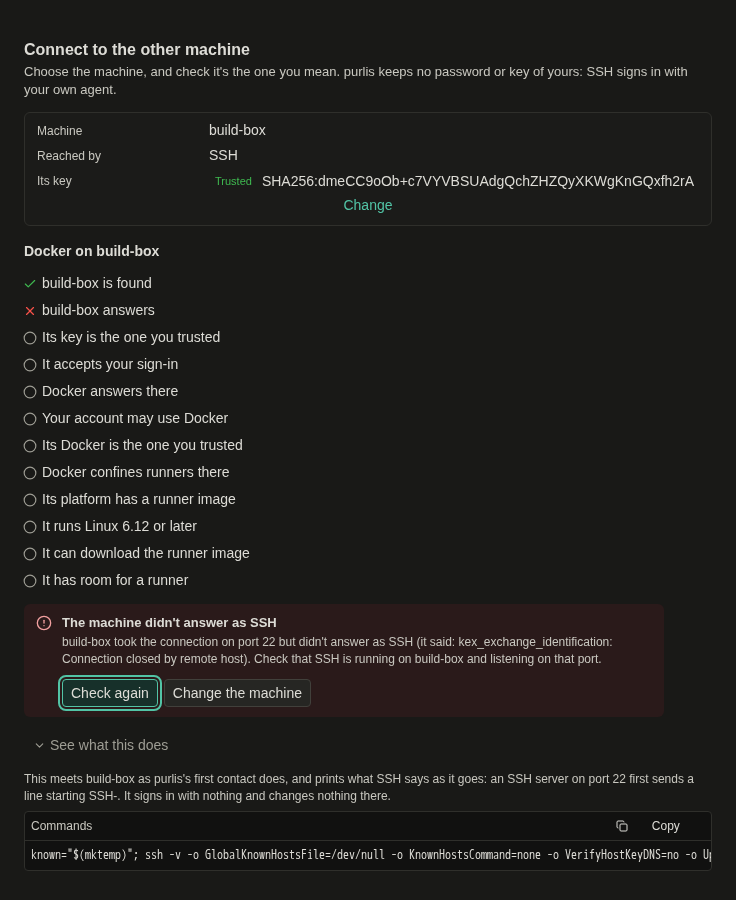 Connect to the other machine
Choose the machine, and check it's the one you mean. purlis keeps no password or key of yours: SSH signs in with
your own agent.
Machine build-box
Reached by SSH
Its key Trusted SHA256:dmeCC9oOb+c7VYVBSUAdgQchZHZQyXKWgKnGQxfh2rA
Change
Docker on build-box
build-box is found
build-box answers
Its key is the one you trusted
It accepts your sign-in
Docker answers there
Your account may use Docker
Its Docker is the one you trusted
Docker confines runners there
Its platform has a runner image
It runs Linux 6.12 or later
It can download the runner image
It has room for a runner
The machine didn't answer as SSH
build-box took the connection on port 22 but didn't answer as SSH (it said: kex_exchange_identification:
Connection closed by remote host). Check that SSH is running on build-box and listening on that port.
Check again Change the machine
See what this does
This meets build-box as purlis's first contact does, and prints what SSH says as it goes: an SSH server on port 22 first sends a
line starting SSH-. It signs in with nothing and changes nothing there.
Commands Copy
known="$(mktemp)"; ssh -v -o GlobalKnownHostsFile=/dev/null -o KnownHostsCommand=none -o VerifyHostKeyDNS=no -o